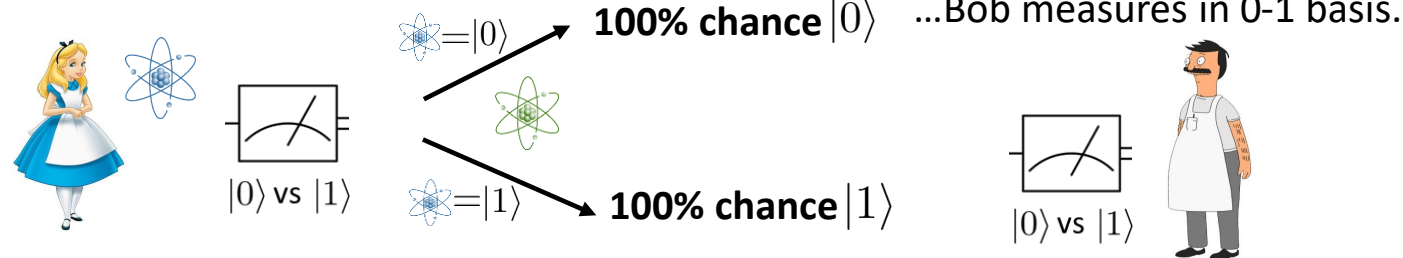 =|0⟩
100% chance |0⟩
...Bob measures in 0-1 basis.
|0⟩ vs |1⟩
=|1⟩
100% chance |1⟩
|0⟩ vs |1⟩